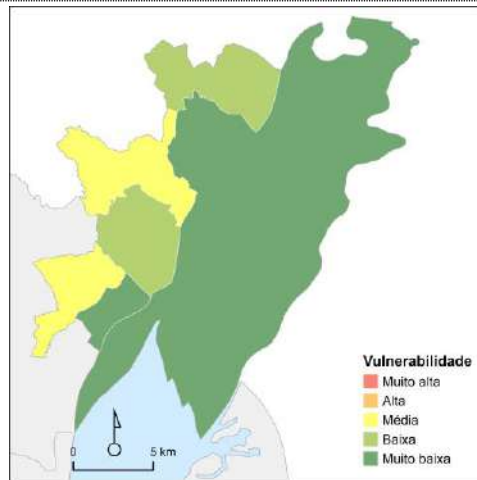 Vulnerabilidade
Muito alta
Alta
Média
Baixa
Muito baixa
0 5 km